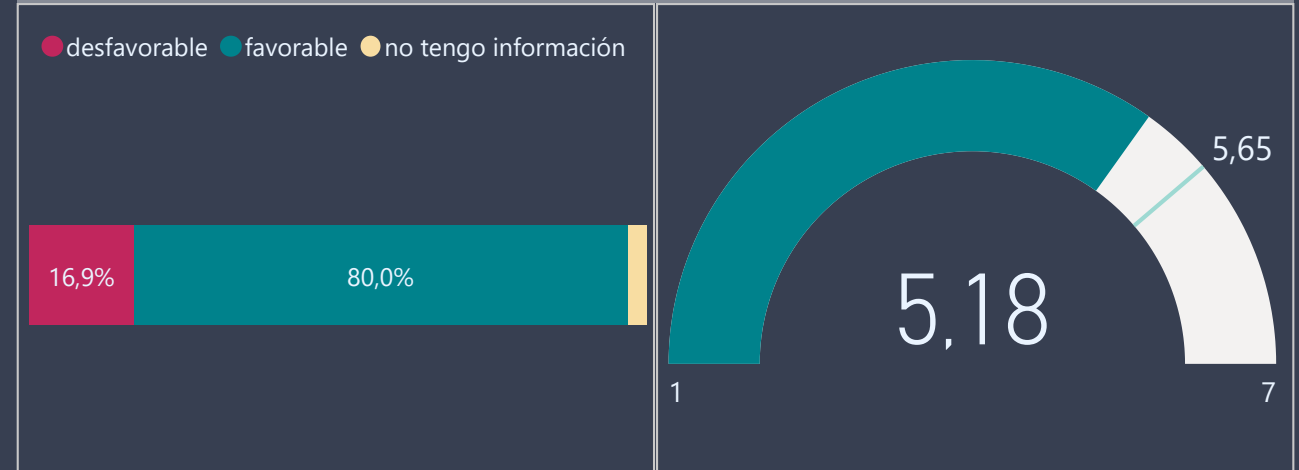 desfavorable favorable no tengo información
16,9% 80,0%
5,65
5,18
1 7